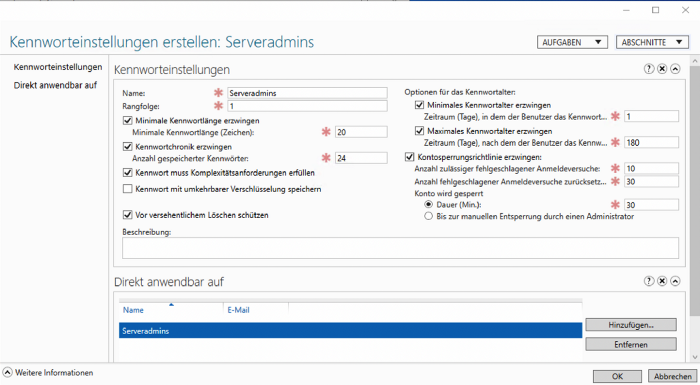 Kennworteinstellungen erstellen: Serveradmins
AUFGABEN
ABSCHNITTE
Kennworteinstellungen
Direkt anwendbar auf
Kennworteinstellungen
Name: * Serveradmins
Rangfolge: * 1
Minimale Kennwortlänge erzwingen
Minimale Kennwortlänge (Zeichen): * 20
Kennwortchronik erzwingen
Anzahl gespeicherter Kennwörter: * 24
Kennwort muss Komplexitätsanforderungen erfüllen
Kennwort mit umkehrbarer Verschlüsselung speichern
Vor versehentlichem Löschen schützen
Optionen für das Kennwortalter:
Minimales Kennwortalter erzwingen
Zeitraum (Tage), in dem der Benutzer das Kennwort... * 1
Maximales Kennwortalter erzwingen
Zeitraum (Tage), nach dem der Benutzer das Kennw... * 180
Kontosperrungsrichtlinie erzwingen:
Anzahl zulässiger fehlgeschlagener Anmeldeversuche: * 10
Anzahl fehlgeschlagener Anmeldeversuche zurücksetz... * 30
Konto wird gesperrt
Dauer (Min.): * 30
Bis zur manuellen Entsperrung durch einen Administrator
Beschreibung:
Direkt anwendbar auf
Name E-Mail
Serveradmins
Hinzufügen...
Entfernen
Weitere Informationen
OK
Abbrechen